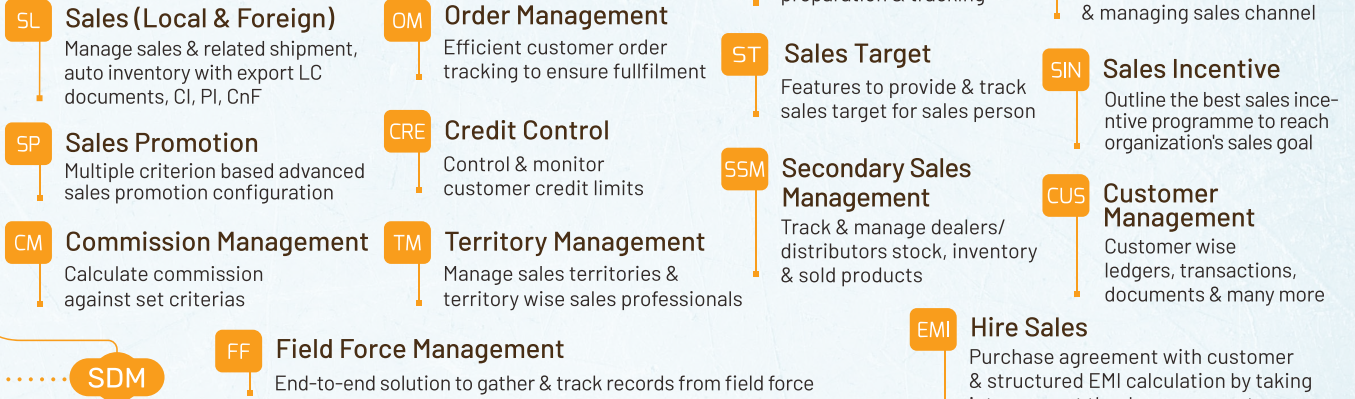 SL
Sales (Local & Foreign)
Manage sales & related shipment,
auto inventory with export LC
documents, CI, PI, CnF
SP
Sales Promotion
Multiple criterion based advanced
sales promotion configuration
CM
Commission Management
Calculate commission
against set criterias
OM
Order Management
Efficient customer order
tracking to ensure fullfilment
CRE
Credit Control
Control & monitor
customer credit limits
TM
Territory Management
Manage sales territories &
territory wise sales professionals
ST
Sales Target
Features to provide & track
sales target for sales person
SSM
Secondary Sales
Management
Track & manage dealers/
distributors stock, inventory
& sold products
& managing sales channel
SIN
Sales Incentive
Outline the best sales ince-
ntive programme to reach
organization's sales goal
CUS
Customer
Management
Customer wise
ledgers, transactions,
documents & many more
SDM
FF
Field Force Management
End-to-end solution to gather & track records from field force
EMI
Hire Sales
Purchase agreement with customer
& structured EMI calculation by taking